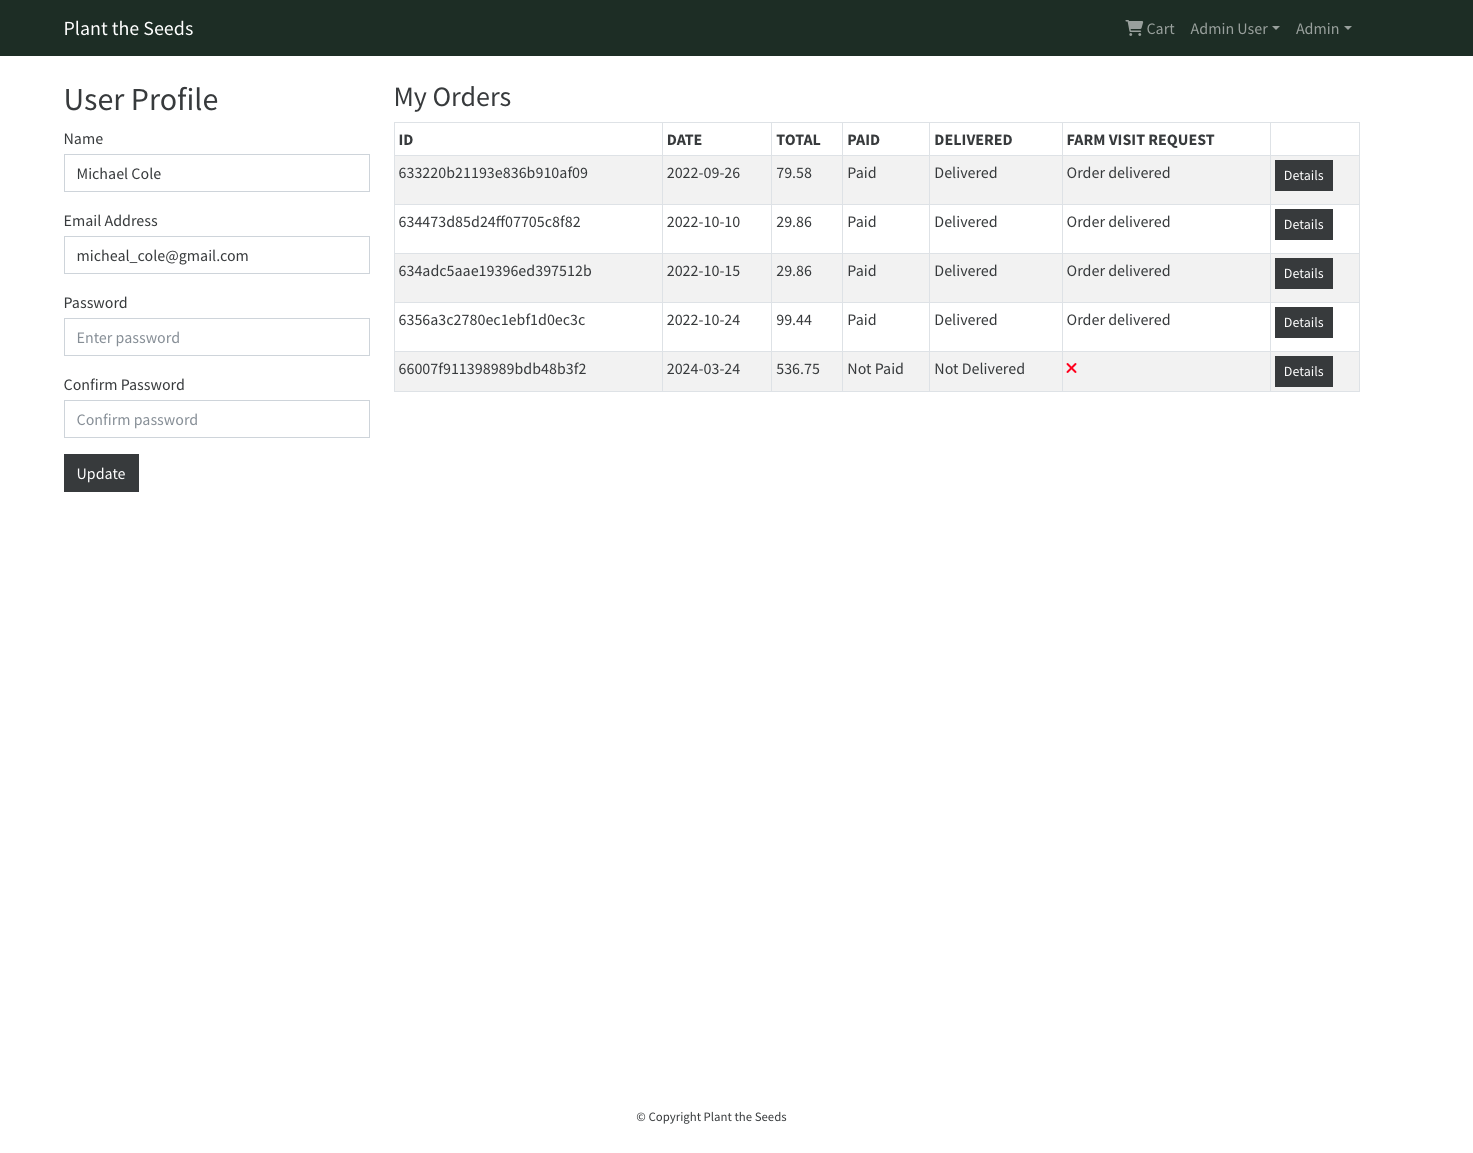 Plant the Seeds
Cart Admin User Admin
User Profile
Name
Michael Cole
Email Address
micheal_cole@gmail.com
Password
Enter password
Confirm Password
Confirm password
Update
My Orders
ID DATE TOTAL PAID DELIVERED FARM VISIT REQUEST
633220b21193e836b910af09 2022-09-26 79.58 Paid Delivered Order delivered Details
634473d85d24ff07705c8f82 2022-10-10 29.86 Paid Delivered Order delivered Details
634adc5aae19396ed397512b 2022-10-15 29.86 Paid Delivered Order delivered Details
6356a3c2780ec1ebf1d0ec3c 2022-10-24 99.44 Paid Delivered Order delivered Details
66007f911398989bdb48b3f2 2024-03-24 536.75 Not Paid Not Delivered Details
© Copyright Plant the Seeds